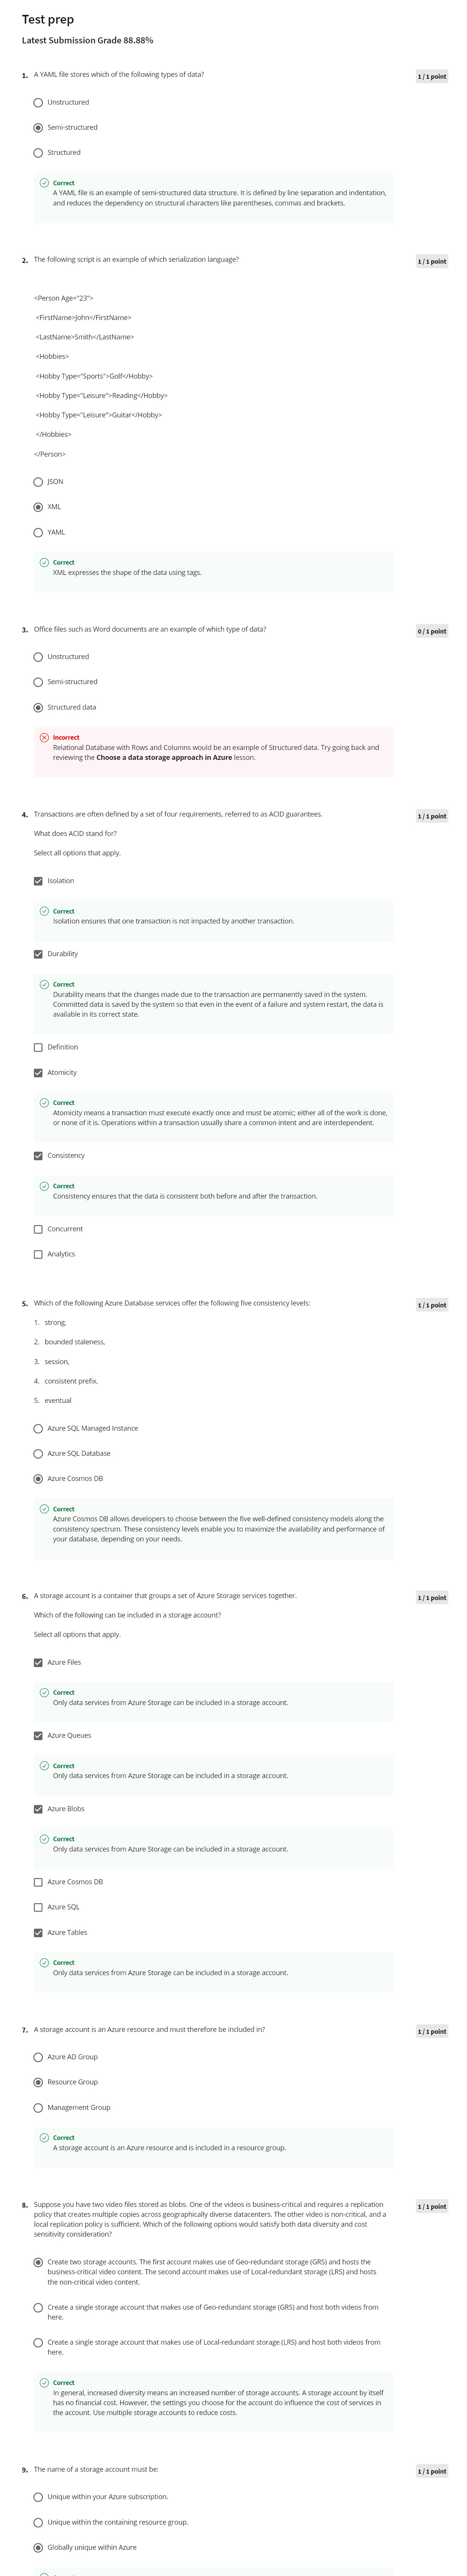 Test prep
Latest Submission Grade 88.88%
1. A YAML file stores which of the following types of data?
1 / 1 point
Unstructured
Semi-structured
Structured
Correct
A YAML file is an example of semi-structured data structure. It is defined by line separation and indentation,
and reduces the dependency on structural characters like parentheses, commas and brackets.
2. The following script is an example of which serialization language?
1 / 1 point
<Person Age="23">
<FirstName>John</FirstName>
<LastName>Smith</LastName>
<Hobbies>
<Hobby Type="Sports">Golf</Hobby>
<Hobby Type="Leisure">Reading</Hobby>
<Hobby Type="Leisure">Guitar</Hobby>
</Hobbies>
</Person>
JSON
XML
YAML
Correct
XML expresses the shape of the data using tags.
3. Office files such as Word documents are an example of which type of data?
0 / 1 point
Unstructured
Semi-structured
Structured data
Incorrect
Relational Database with Rows and Columns would be an example of Structured data. Try going back and
reviewing the Choose a data storage approach in Azure lesson.
4. Transactions are often defined by a set of four requirements, referred to as ACID guarantees.
1 / 1 point
What does ACID stand for?
Select all options that apply.
Isolation
Correct
Isolation ensures that one transaction is not impacted by another transaction.
Durability
Correct
Durability means that the changes made due to the transaction are permanently saved in the system.
Committed data is saved by the system so that even in the event of a failure and system restart, the data is
available in its correct state.
Definition
Atomicity
Correct
Atomicity means a transaction must execute exactly once and must be atomic; either all of the work is done,
or none of it is. Operations within a transaction usually share a common intent and are interdependent.
Consistency
Correct
Consistency ensures that the data is consistent both before and after the transaction.
Concurrent
Analytics
5. Which of the following Azure Database services offer the following five consistency levels:
1 / 1 point
1. strong,
2. bounded staleness,
3. session,
4. consistent prefix,
5. eventual
Azure SQL Managed Instance
Azure SQL Database
Azure Cosmos DB
Correct
Azure Cosmos DB allows developers to choose between the five well-defined consistency models along the
consistency spectrum. These consistency levels enable you to maximize the availability and performance of
your database, depending on your needs.
6. A storage account is a container that groups a set of Azure Storage services together.
1 / 1 point
Which of the following can be included in a storage account?
Select all options that apply.
Azure Files
Correct
Only data services from Azure Storage can be included in a storage account.
Azure Queues
Correct
Only data services from Azure Storage can be included in a storage account.
Azure Blobs
Correct
Only data services from Azure Storage can be included in a storage account.
Azure Cosmos DB
Azure SQL
Azure Tables
Correct
Only data services from Azure Storage can be included in a storage account.
7. A storage account is an Azure resource and must therefore be included in?
1 / 1 point
Azure AD Group
Resource Group
Management Group
Correct
A storage account is an Azure resource and is included in a resource group.
8. Suppose you have two video files stored as blobs. One of the videos is business-critical and requires a replication
1 / 1 point
policy that creates multiple copies across geographically diverse datacenters. The other video is non-critical, and a
local replication policy is sufficient. Which of the following options would satisfy both data diversity and cost
sensitivity consideration?
Create two storage accounts. The first account makes use of Geo-redundant storage (GRS) and hosts the
business-critical video content. The second account makes use of Local-redundant storage (LRS) and hosts
the non-critical video content.
Create a single storage account that makes use of Geo-redundant storage (GRS) and host both videos from
here.
Create a single storage account that makes use of Local-redundant storage (LRS) and host both videos from
here.
Correct
In general, increased diversity means an increased number of storage accounts. A storage account by itself
has no financial cost. However, the settings you choose for the account do influence the cost of services in
the account. Use multiple storage accounts to reduce costs.
9. The name of a storage account must be:
1 / 1 point
Unique within your Azure subscription.
Unique within the containing resource group.
Globally unique within Azure